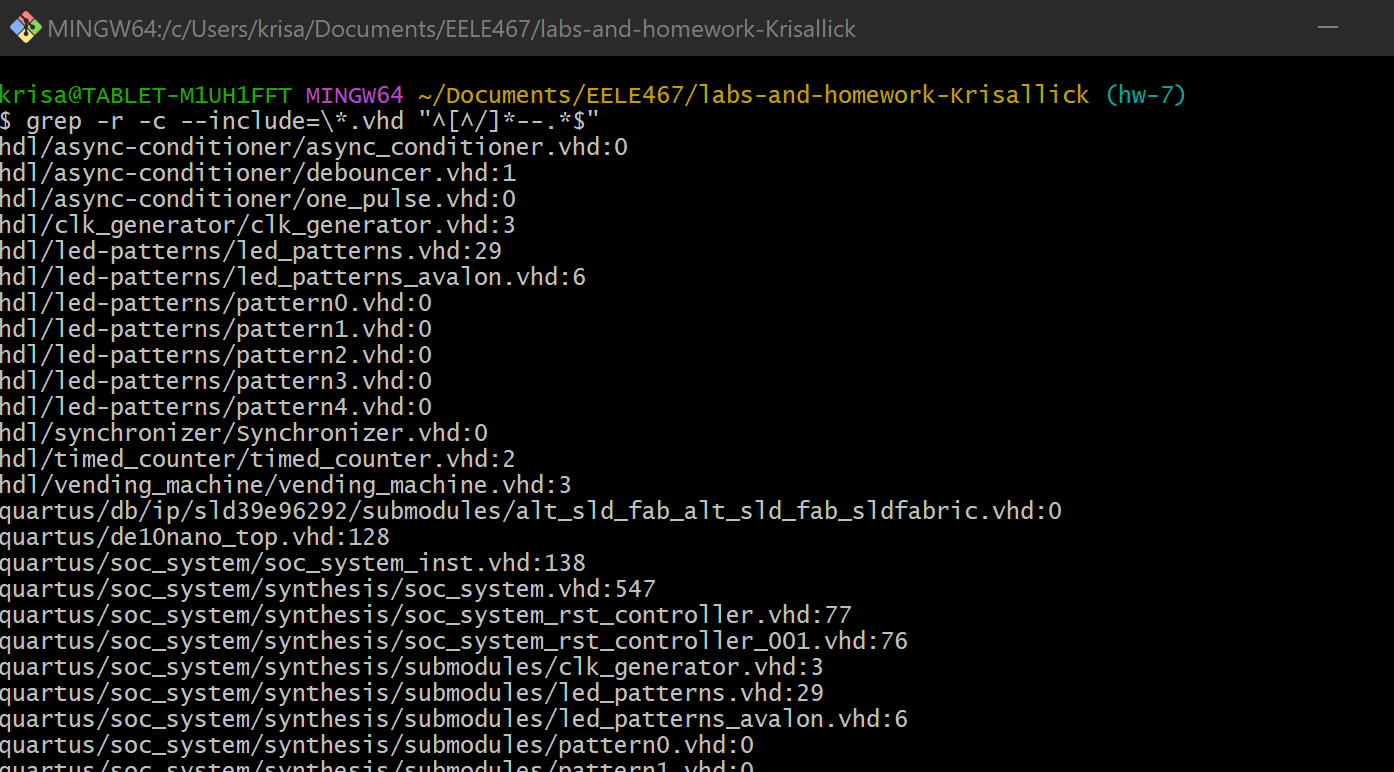 MINGW64:/c/Users/krisa/Documents/EELE467/labs-and-homework-Krisallick
krisa@TABLET-M1UH1FFT MINGW64 ~/Documents/EELE467/labs-and-homework-Krisallick (hw-7)
$ grep -r -c --include=\*.vhd "^[^/]*--.*$"
hdl/async-conditioner/async_conditioner.vhd:0
hdl/async-conditioner/debouncer.vhd:1
hdl/async-conditioner/one_pulse.vhd:0
hdl/clk_generator/clk_generator.vhd:3
hdl/led-patterns/led_patterns.vhd:29
hdl/led-patterns/led_patterns_avalon.vhd:6
hdl/led-patterns/pattern0.vhd:0
hdl/led-patterns/pattern1.vhd:0
hdl/led-patterns/pattern2.vhd:0
hdl/led-patterns/pattern3.vhd:0
hdl/led-patterns/pattern4.vhd:0
hdl/synchronizer/Synchronizer.vhd:0
hdl/timed_counter/timed_counter.vhd:2
hdl/vending_machine/vending_machine.vhd:3
quartus/db/ip/sld39e96292/submodules/alt_sld_fab_alt_sld_fab_sldfabric.vhd:0
quartus/de10nano_top.vhd:128
quartus/soc_system/soc_system_inst.vhd:138
quartus/soc_system/synthesis/soc_system.vhd:547
quartus/soc_system/synthesis/soc_system_rst_controller.vhd:77
quartus/soc_system/synthesis/soc_system_rst_controller_001.vhd:76
quartus/soc_system/synthesis/submodules/clk_generator.vhd:3
quartus/soc_system/synthesis/submodules/led_patterns.vhd:29
quartus/soc_system/synthesis/submodules/led_patterns_avalon.vhd:6
quartus/soc_system/synthesis/submodules/pattern0.vhd:0
quartus/soc_system/synthesis/submodules/pattern1.vhd:0